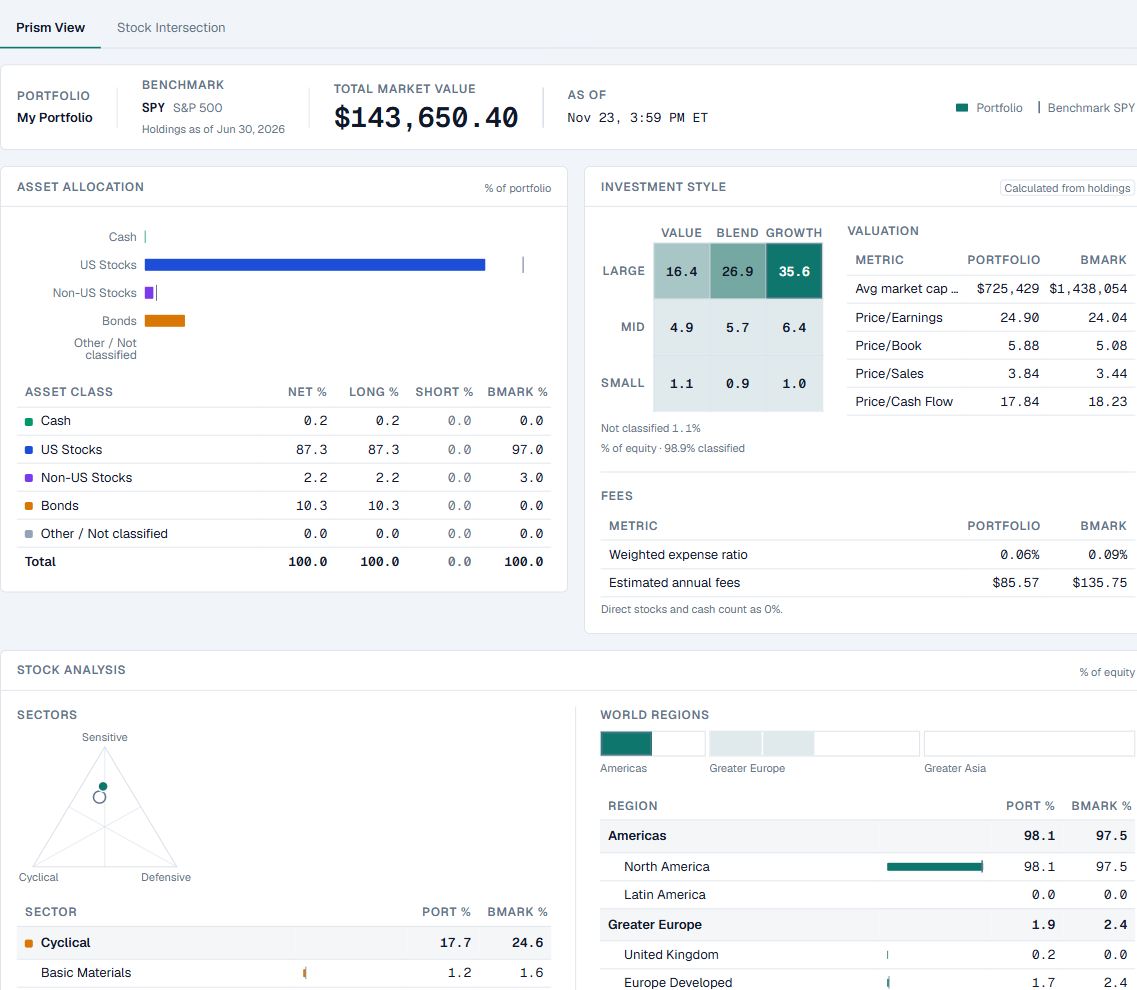 Prism View Stock Intersection
PORTFOLIO
My Portfolio
BENCHMARK
SPY S&P 500
Holdings as of Jun 30, 2026
TOTAL MARKET VALUE
$143,650.40
AS OF
Nov 23, 3:59 PM ET
Portfolio Benchmark SPY
ASSET ALLOCATION % of portfolio
Cash
US Stocks
Non-US Stocks
Bonds
Other / Not
classified
ASSET CLASS NET % LONG % SHORT % BMARK %
Cash 0.2 0.2 0.0 0.0
US Stocks 87.3 87.3 0.0 97.0
Non-US Stocks 2.2 2.2 0.0 3.0
Bonds 10.3 10.3 0.0 0.0
Other / Not classified 0.0 0.0 0.0 0.0
Total 100.0 100.0 0.0 100.0
INVESTMENT STYLE Calculated from holdings
VALUE BLEND GROWTH
LARGE 16.4 26.9 35.6
MID 4.9 5.7 6.4
SMALL 1.1 0.9 1.0
Not classified 1.1%
% of equity · 98.9% classified
VALUATION
METRIC PORTFOLIO BMARK
Avg market cap … $725,429 $1,438,054
Price/Earnings 24.90 24.04
Price/Book 5.88 5.08
Price/Sales 3.84 3.44
Price/Cash Flow 17.84 18.23
FEES
METRIC PORTFOLIO BMARK
Weighted expense ratio 0.06% 0.09%
Estimated annual fees $85.57 $135.75
Direct stocks and cash count as 0%.
STOCK ANALYSIS % of equity
SECTORS
Sensitive
Cyclical Defensive
SECTOR PORT % BMARK %
Cyclical 17.7 24.6
Basic Materials 1.2 1.6
WORLD REGIONS
Americas Greater Europe Greater Asia
REGION PORT % BMARK %
Americas 98.1 97.5
North America 98.1 97.5
Latin America 0.0 0.0
Greater Europe 1.9 2.4
United Kingdom 0.2 0.0
Europe Developed 1.7 2.4